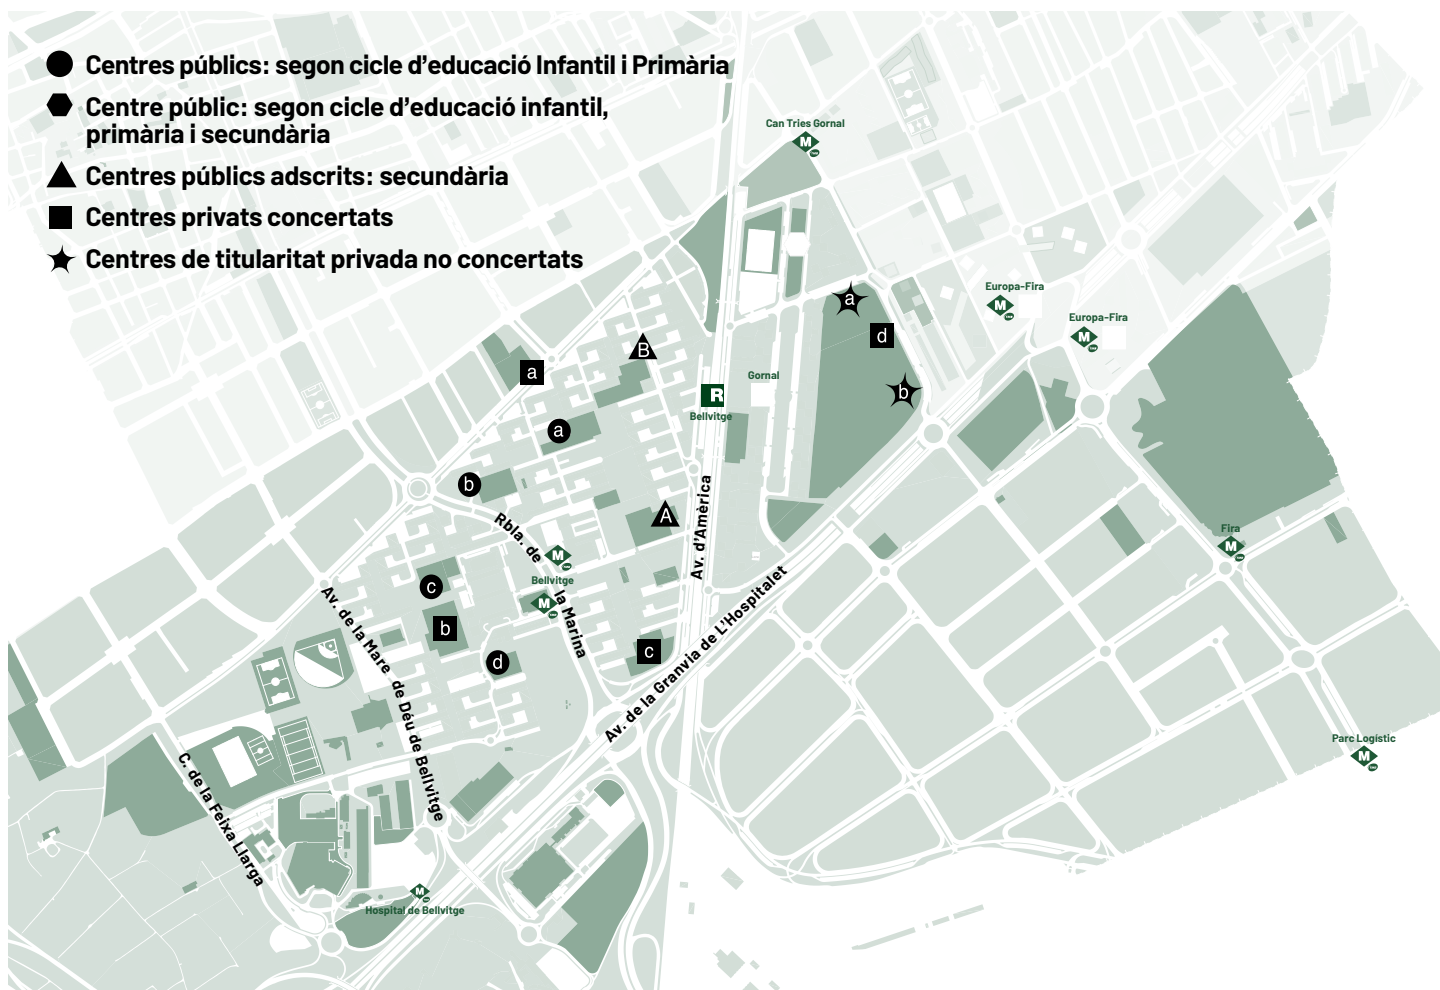 Centres públics: segon cicle d'educació Infantil i Primària
Centre públic: segon cicle d'educació infantil,
primària i secundària
Centres públics adscrits: secundària
Centres privats concertats
Centres de titularitat privada no concertats
Can Tries Gornal
M
Europa-Fira
M
Europa-Fira
M
a
d
b
B
a
Gornal
R
Bellvitge
a
b
A
Av. d'Amèrica
Rbla. de
la Marina
M
Bellvitge
M
Fira
M
c
b
d
c
Av. de la Mare de Déu de Bellvitge
Av. de la Granvia de L'Hospitalet
C. de la Feixa Llarga
Parc Logístic
M
M
Hospital de Bellvitge